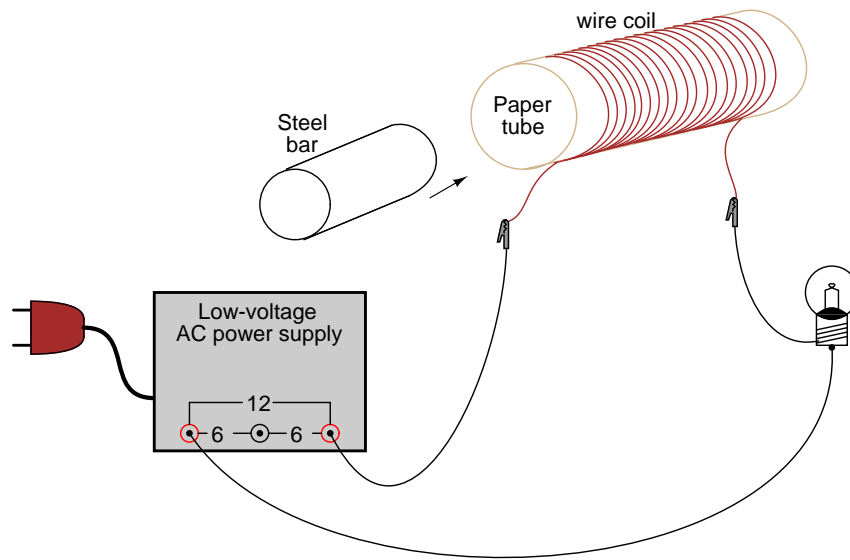 wire coil
Paper
tube
Steel
bar
Low-voltage
AC power supply
12
6 6